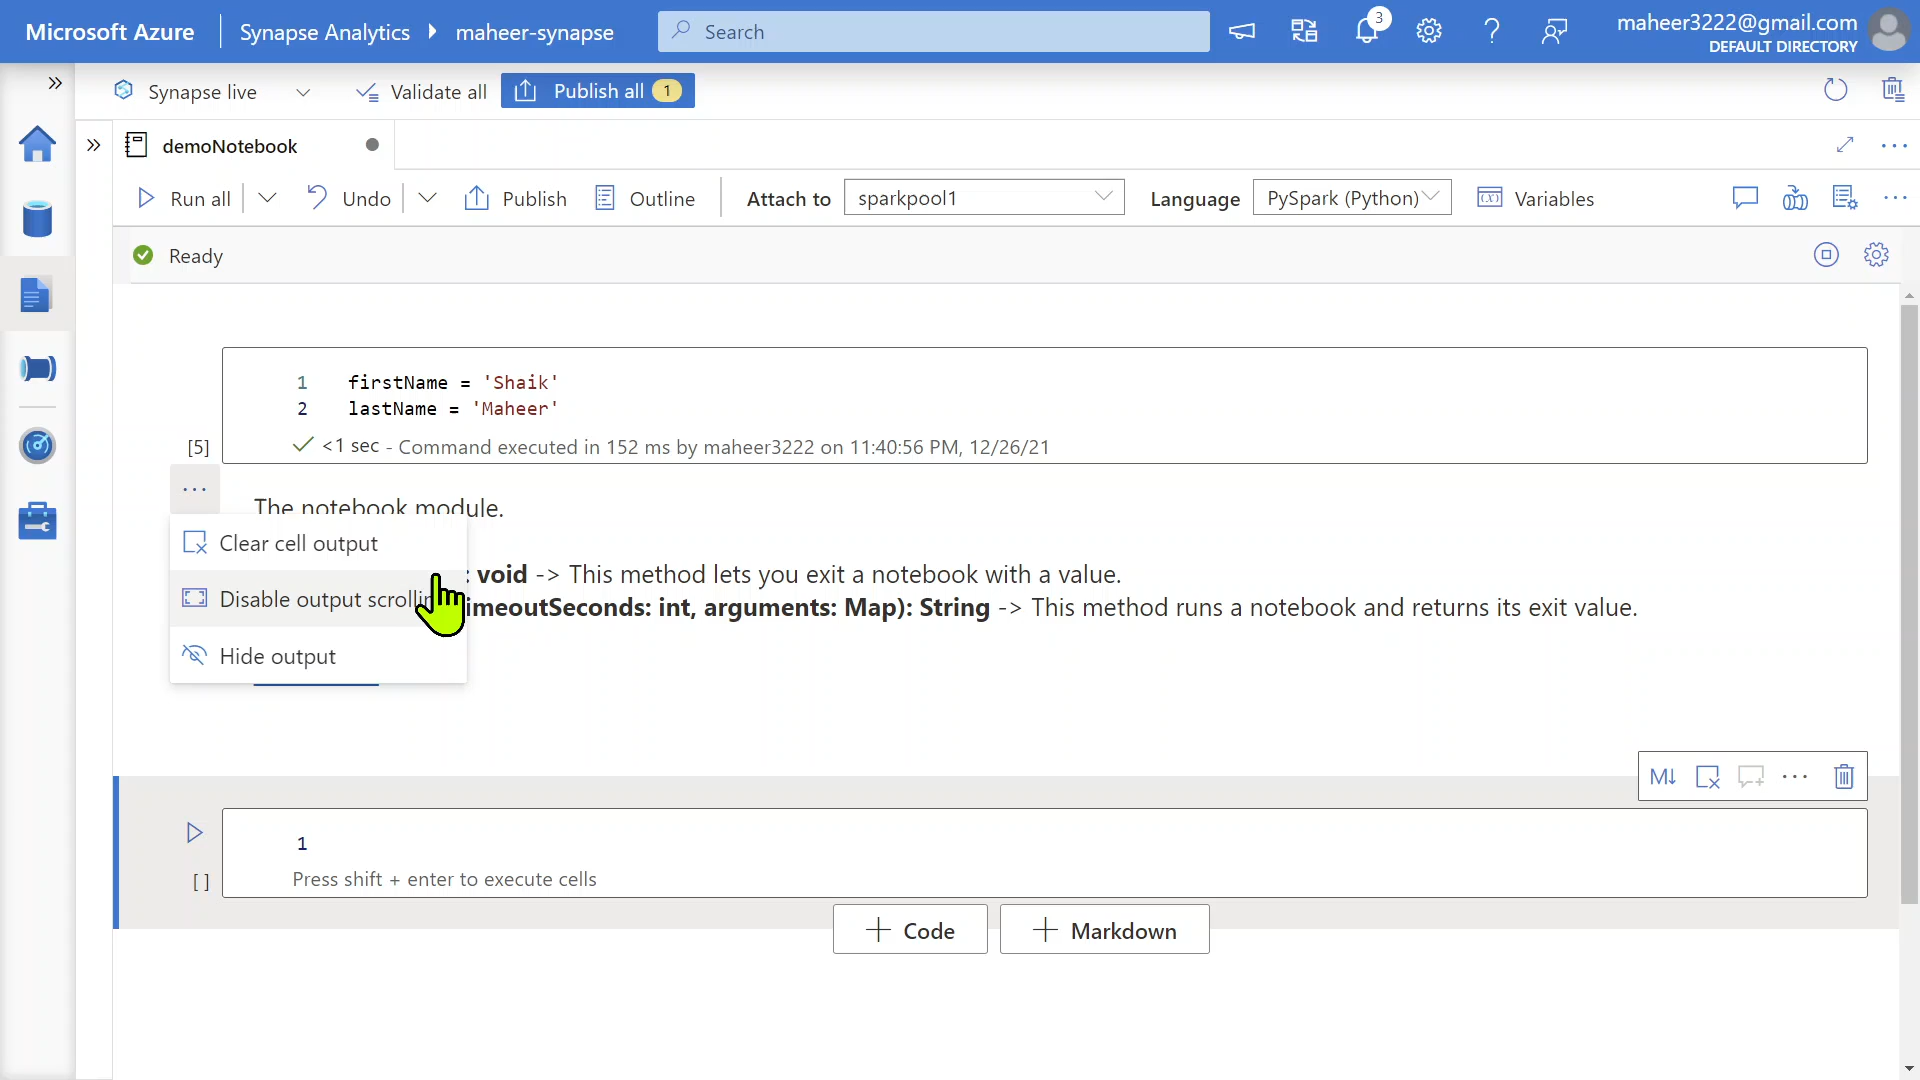 Microsoft Azure
Synapse Analytics
maheer-synapse
Search
3
maheer3222@gmail.com
DEFAULT DIRECTORY
Synapse live
Validate all
Publish all 1
demoNotebook
Run all
Undo
Publish
Outline
Attach to
sparkpool1
Language
PySpark (Python)
Variables
Ready
1 firstName = 'Shaik'
2 lastName = 'Maheer'
[5]
<1 sec - Command executed in 152 ms by maheer3222 on 11:40:56 PM, 12/26/21
The notebook module.
Clear cell output
: void -> This method lets you exit a notebook with a value.
Disable output
imeoutSeconds: int, arguments: Map): String -> This method runs a notebook and returns its exit value.
Hide output
M↓
1
[ ]
Press shift + enter to execute cells
+ Code
+ Markdown